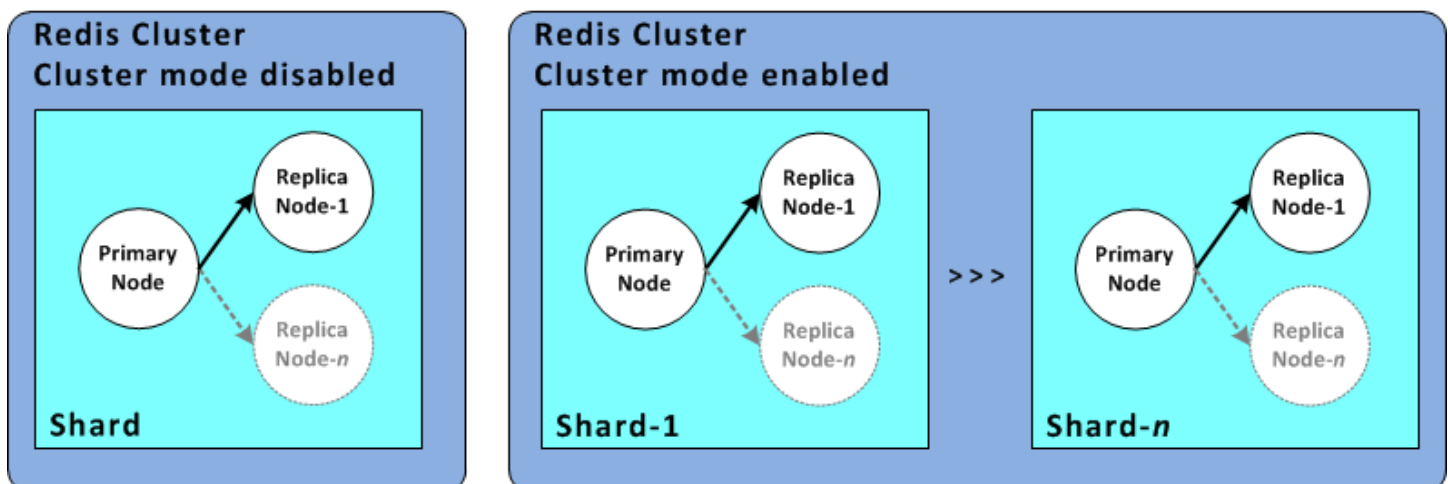 Redis Cluster
Cluster mode disabled
Replica
Node-1
Primary
Node
Replica
Node-n
Shard
Redis Cluster
Cluster mode enabled
Replica
Node-1
Primary
Node
Replica
Node-n
Shard-1
>>>
Replica
Node-1
Primary
Node
Replica
Node-n
Shard-n